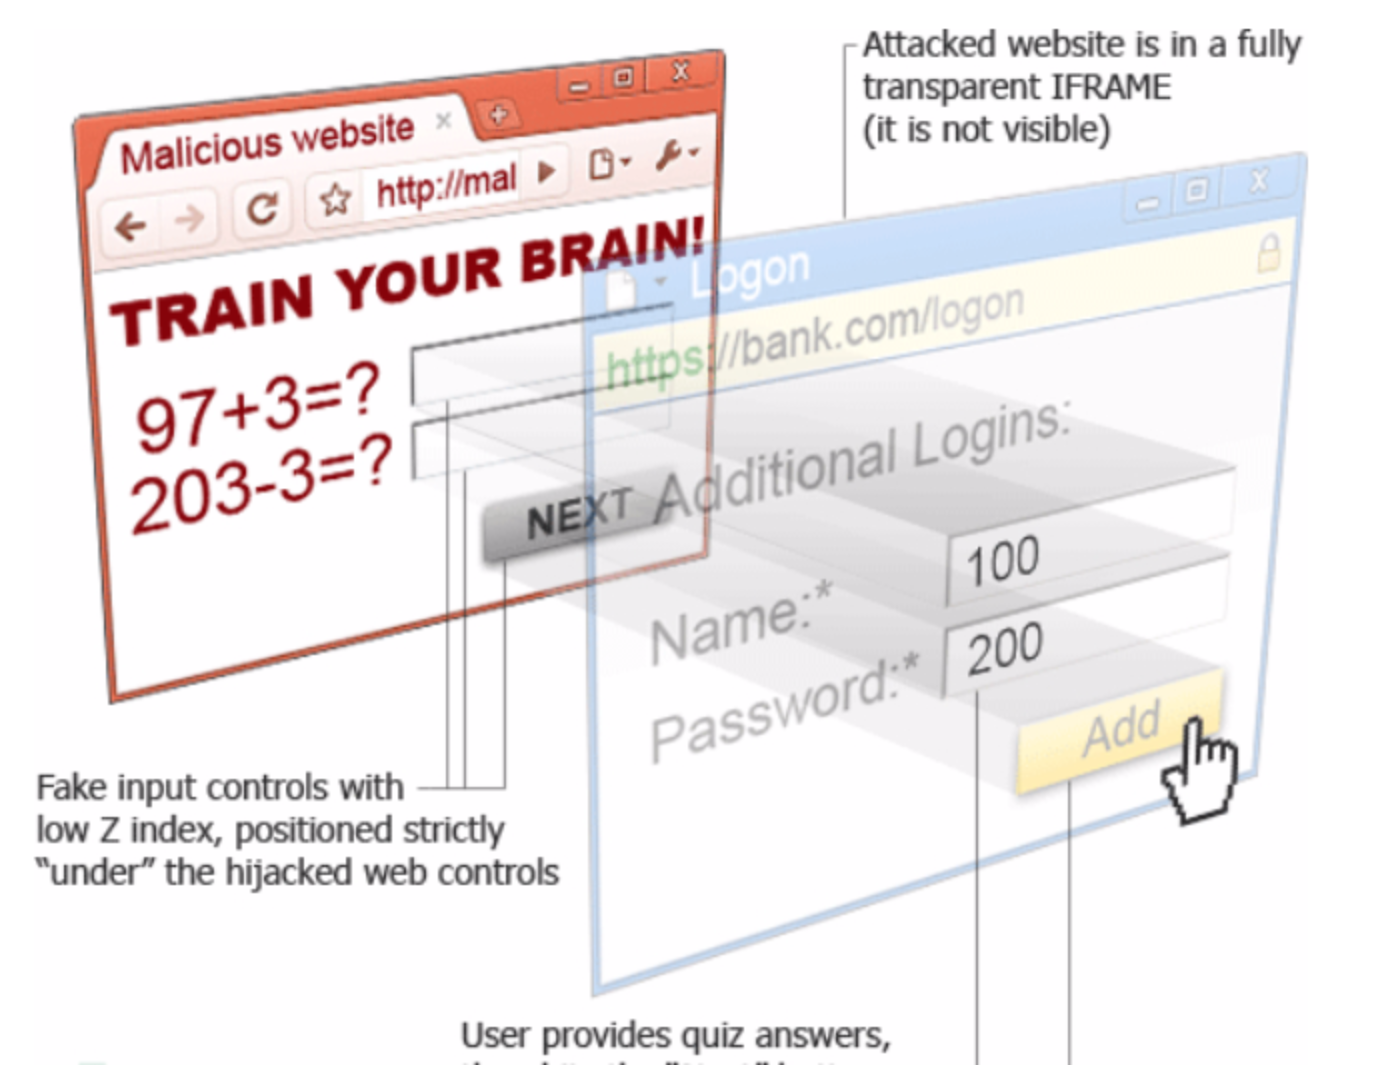 Attacked website is in a fully
transparent IFRAME
(it is not visible)
Malicious website
http://mal
TRAIN YOUR BRAIN!
97+3=?
203-3=?
NEXT
Logon
https://bank.com/logon
Additional Logins:
Name:*
100
Password:*
200
Add
Fake input controls with
low Z index, positioned strictly
“under” the hijacked web controls
User provides quiz answers,